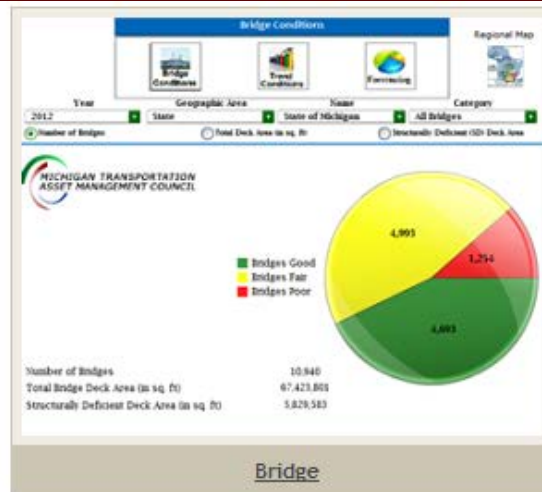 Bridge Conditions
Regional Map
Bridge Conditions
Trend Conditions
Forecasting
Year Geographic Area Name Category
2012 State State of Michigan All Bridges
Number of Bridges Total Deck Area (in sq. ft) Structurally Deficient (SD) Deck Area
MICHIGAN TRANSPORTATION
ASSET MANAGEMENT COUNCIL
Bridges Good
Bridges Fair
Bridges Poor
4,993
1,254
4,693
Number of Bridges 10,940
Total Bridge Deck Area (in sq. ft) 67,423,801
Structurally Deficient Deck Area (in sq. ft) 5,829,583
Bridge